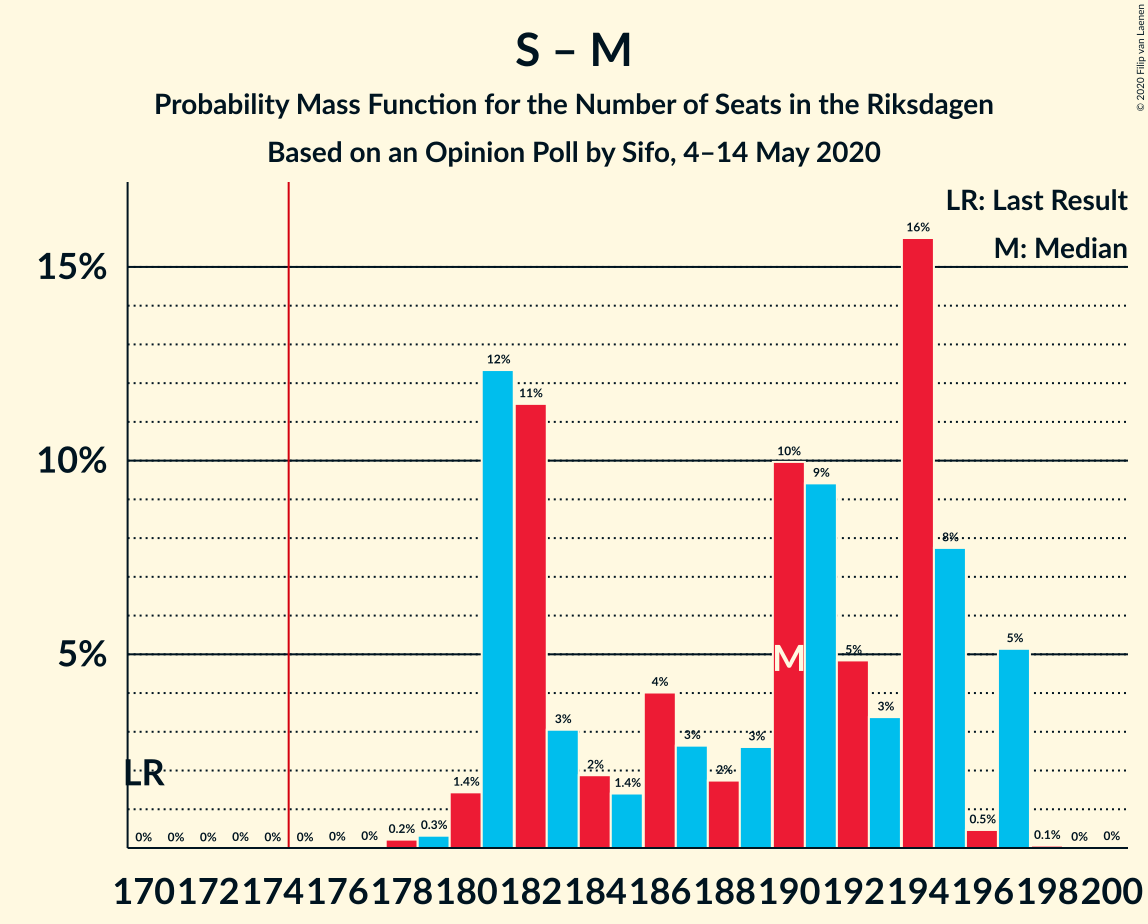 S – M
Probability Mass Function for the Number of Seats in the Riksdagen
Based on an Opinion Poll by Sifo, 4–14 May 2020
© 2020 Filip van Laenen
LR: Last Result
M: Median
15%
10%
5%
LR
M
0% 0% 0% 0% 0% 0% 0% 0% 0.2% 0.3% 1.4% 12% 11% 3% 2% 1.4% 4% 3% 2% 3% 10% 9% 5% 3% 16% 8% 0.5% 5% 0.1% 0% 0%
170 172 174 176 178 180 182 184 186 188 190 192 194 196 198 200